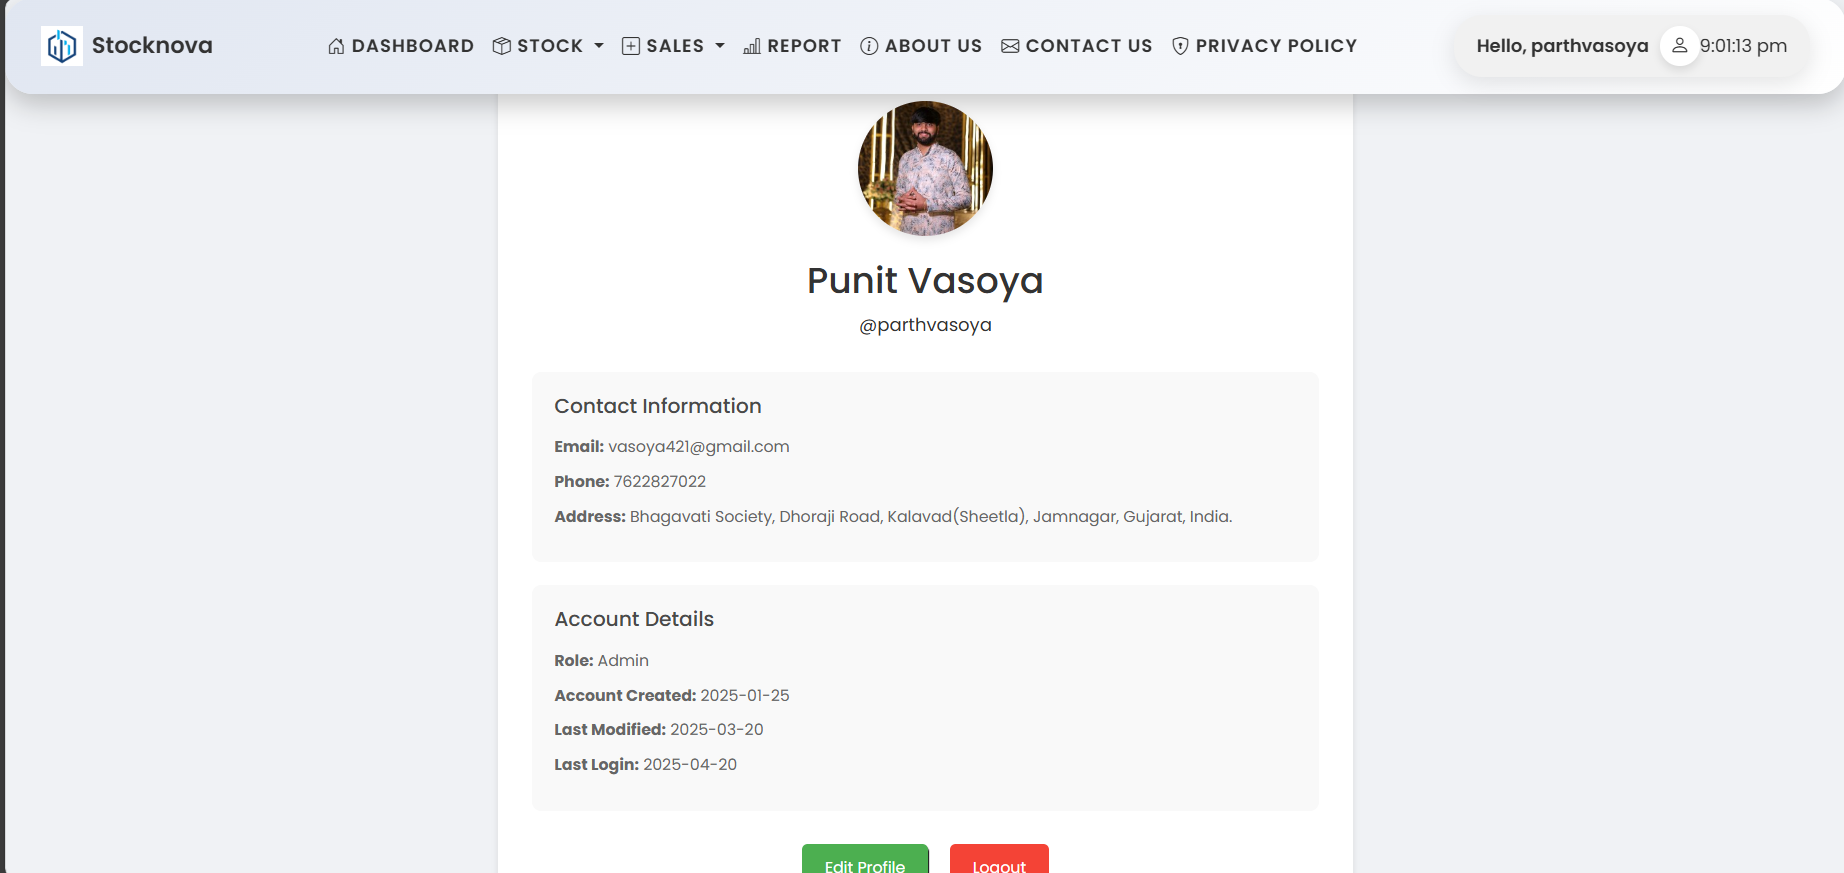 Stocknova
DASHBOARD STOCK SALES REPORT ABOUT US CONTACT US PRIVACY POLICY
Hello, parthvasoya 9:01:13 pm
Punit Vasoya
@parthvasoya
Contact Information
Email: vasoya421@gmail.com
Phone: 7622827022
Address: Bhagavati Society, Dhoraji Road, Kalavad(Sheetla), Jamnagar, Gujarat, India.
Account Details
Role: Admin
Account Created: 2025-01-25
Last Modified: 2025-03-20
Last Login: 2025-04-20
Edit Profile Logout